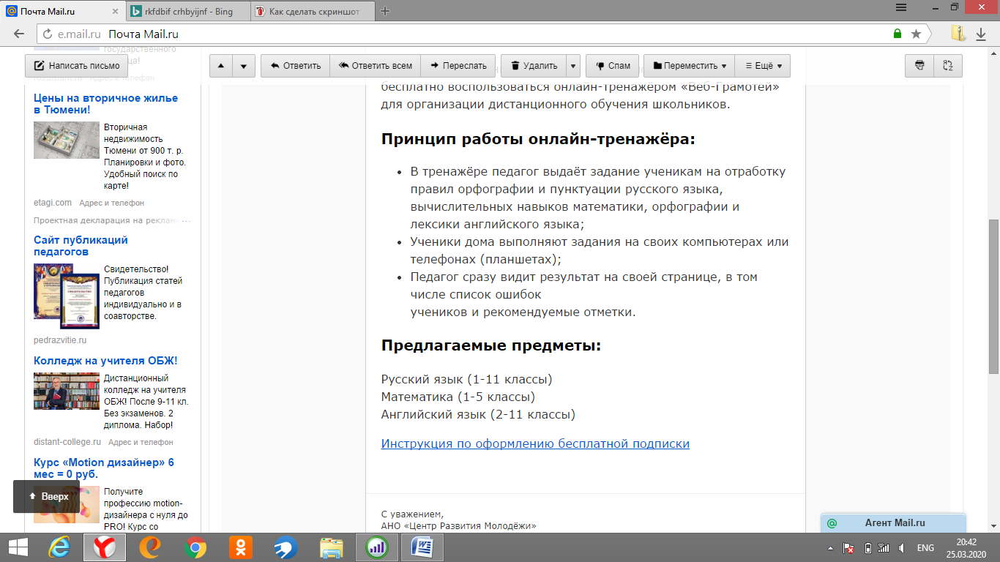 Почта Mail.ru
rkfdbif crhbyijnf - Bing
Как сделать скриншот
e.mail.ru Почта Mail.ru
Написать письмо
Ответить
Ответить всем
Переслать
Удалить
Спам
Переместить
Ещё
государственного
Адрес и телефон
Цены на вторичное жилье
в Тюмени!
Вторичная
недвижимость
Тюмени от 900 т. р.
Планировки и фото.
Удобный поиск по
карте!
etagi.com Адрес и телефон
Проектная декларация на реклам
Сайт публикаций
педагогов
Свидетельство!
Публикация статей
педагогов
индивидуально и в
соавторстве.
pedrazvitie.ru
Колледж на учителя ОБЖ!
Дистанционный
колледж на учителя
ОБЖ! После 9-11 кл.
Без экзаменов. 2
диплома. Набор!
distant-college.ru Адрес и телефон
Курс «Motion дизайнер» 6
мес = 0 руб.
Получите
профессию motion-
дизайнера с нуля до
PRO! Курс со
Вверх
бесплатно воспользоваться онлайн-тренажёром «Веб-Грамотей»
для организации дистанционного обучения школьников.
Принцип работы онлайн-тренажёра:
• В тренажёре педагог выдаёт задание ученикам на отработку
правил орфографии и пунктуации русского языка,
вычислительных навыков математики, орфографии и
лексики английского языка;
• Ученики дома выполняют задания на своих компьютерах или
телефонах (планшетах);
• Педагог сразу видит результат на своей странице, в том
числе список ошибок
учеников и рекомендуемые отметки.
Предлагаемые предметы:
Русский язык (1-11 классы)
Математика (1-5 классы)
Английский язык (2-11 классы)
Инструкция по оформлению бесплатной подписки
С уважением,
АНО «Центр Развития Молодёжи»
Агент Mail.ru
ENG
20:42
25.03.2020